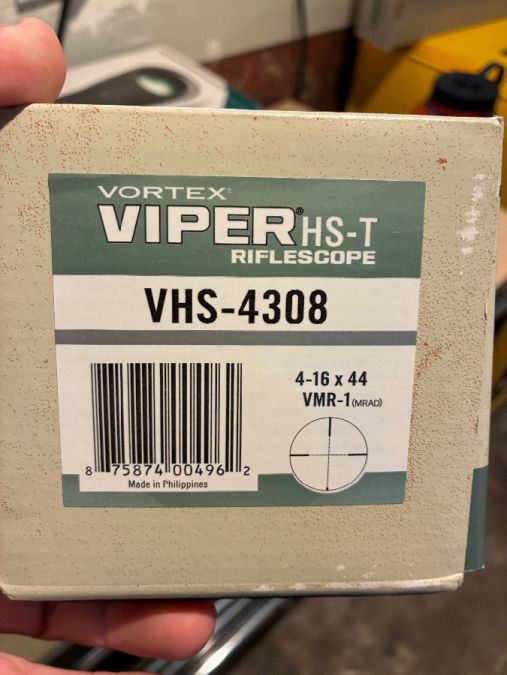 VORTEX®
VIPER® HS-T
RIFLESCOPE
VHS-4308
4-16 x 44
VMR-1 (MRAD)
8 75874 00496 2
Made in Philippines